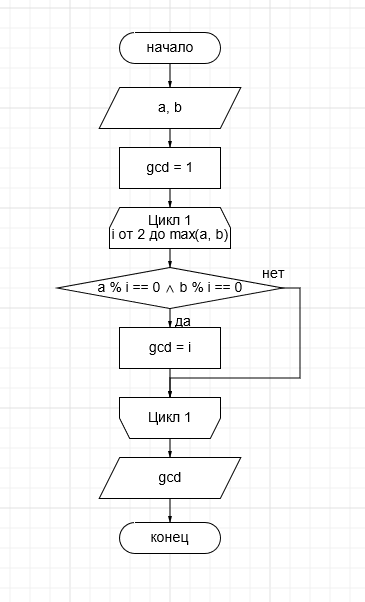 начало
a, b
gcd = 1
Цикл 1
i от 2 до max(a, b)
нет
a % i == 0 ∧ b % i == 0
да
gcd = i
Цикл 1
gcd
конец